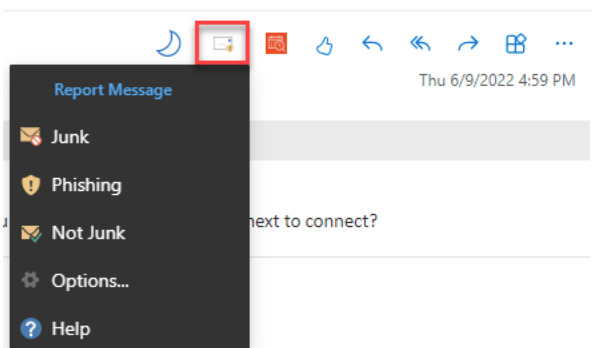 Thu 6/9/2022 4:59 PM
Report Message
Junk
Phishing
next to connect?
Not Junk
Options...
Help